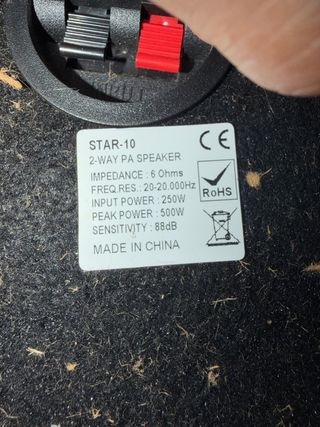 STAR-10
2-WAY PA SPEAKER
IMPEDANCE : 6 Ohms
FREQ.RES.: 20-20.000Hz
INPUT POWER : 250W
PEAK POWER : 500W
SENSITIVITY : 88dB
MADE IN CHINA
CE
RoHS